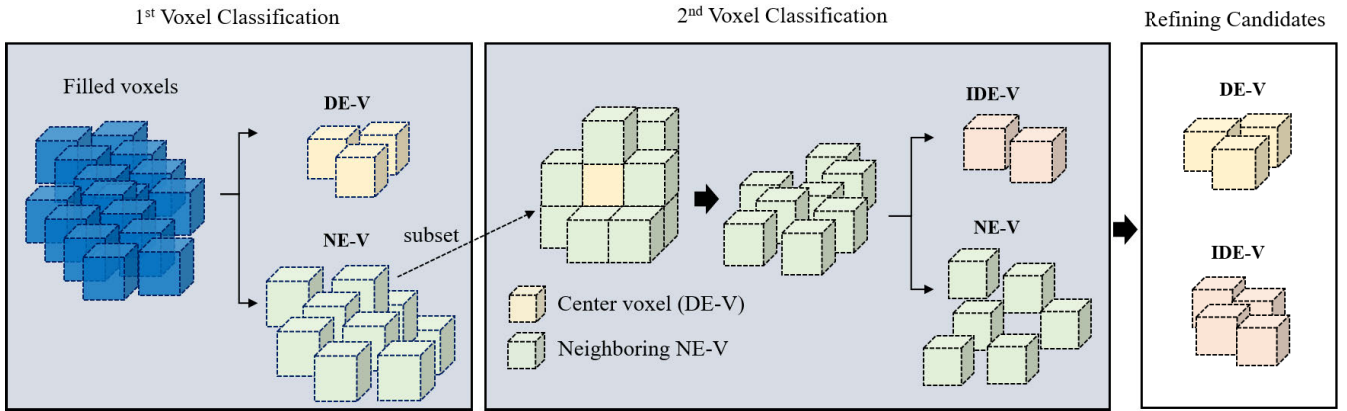 1st Voxel Classification
Filled voxels
DE-V
NE-V
subset
2nd Voxel Classification
Center voxel (DE-V)
Neighboring NE-V
IDE-V
NE-V
Refining Candidates
DE-V
IDE-V